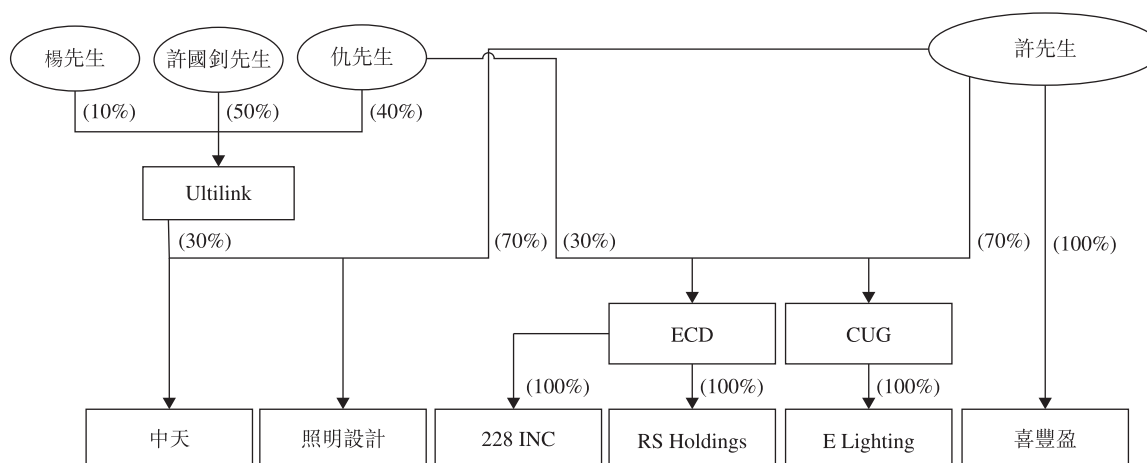 楊先生
許國釗先生
仇先生
許先生
(10%)
(50%)
(40%)
Ultilink
(30%)
(70%)
(30%)
(70%)
(100%)
ECD
CUG
(100%)
(100%)
(100%)
中天
照明設計
228 INC
RS Holdings
E Lighting
喜豐盈